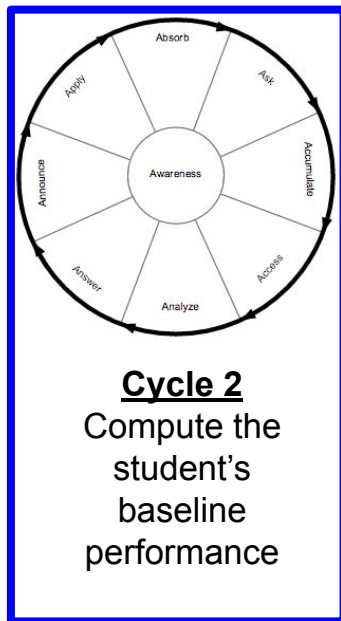 Absorb
Ask
Accumulate
Access
Analyze
Answer
Announce
Apply
Awareness
Cycle 2
Compute the
student’s
baseline
performance